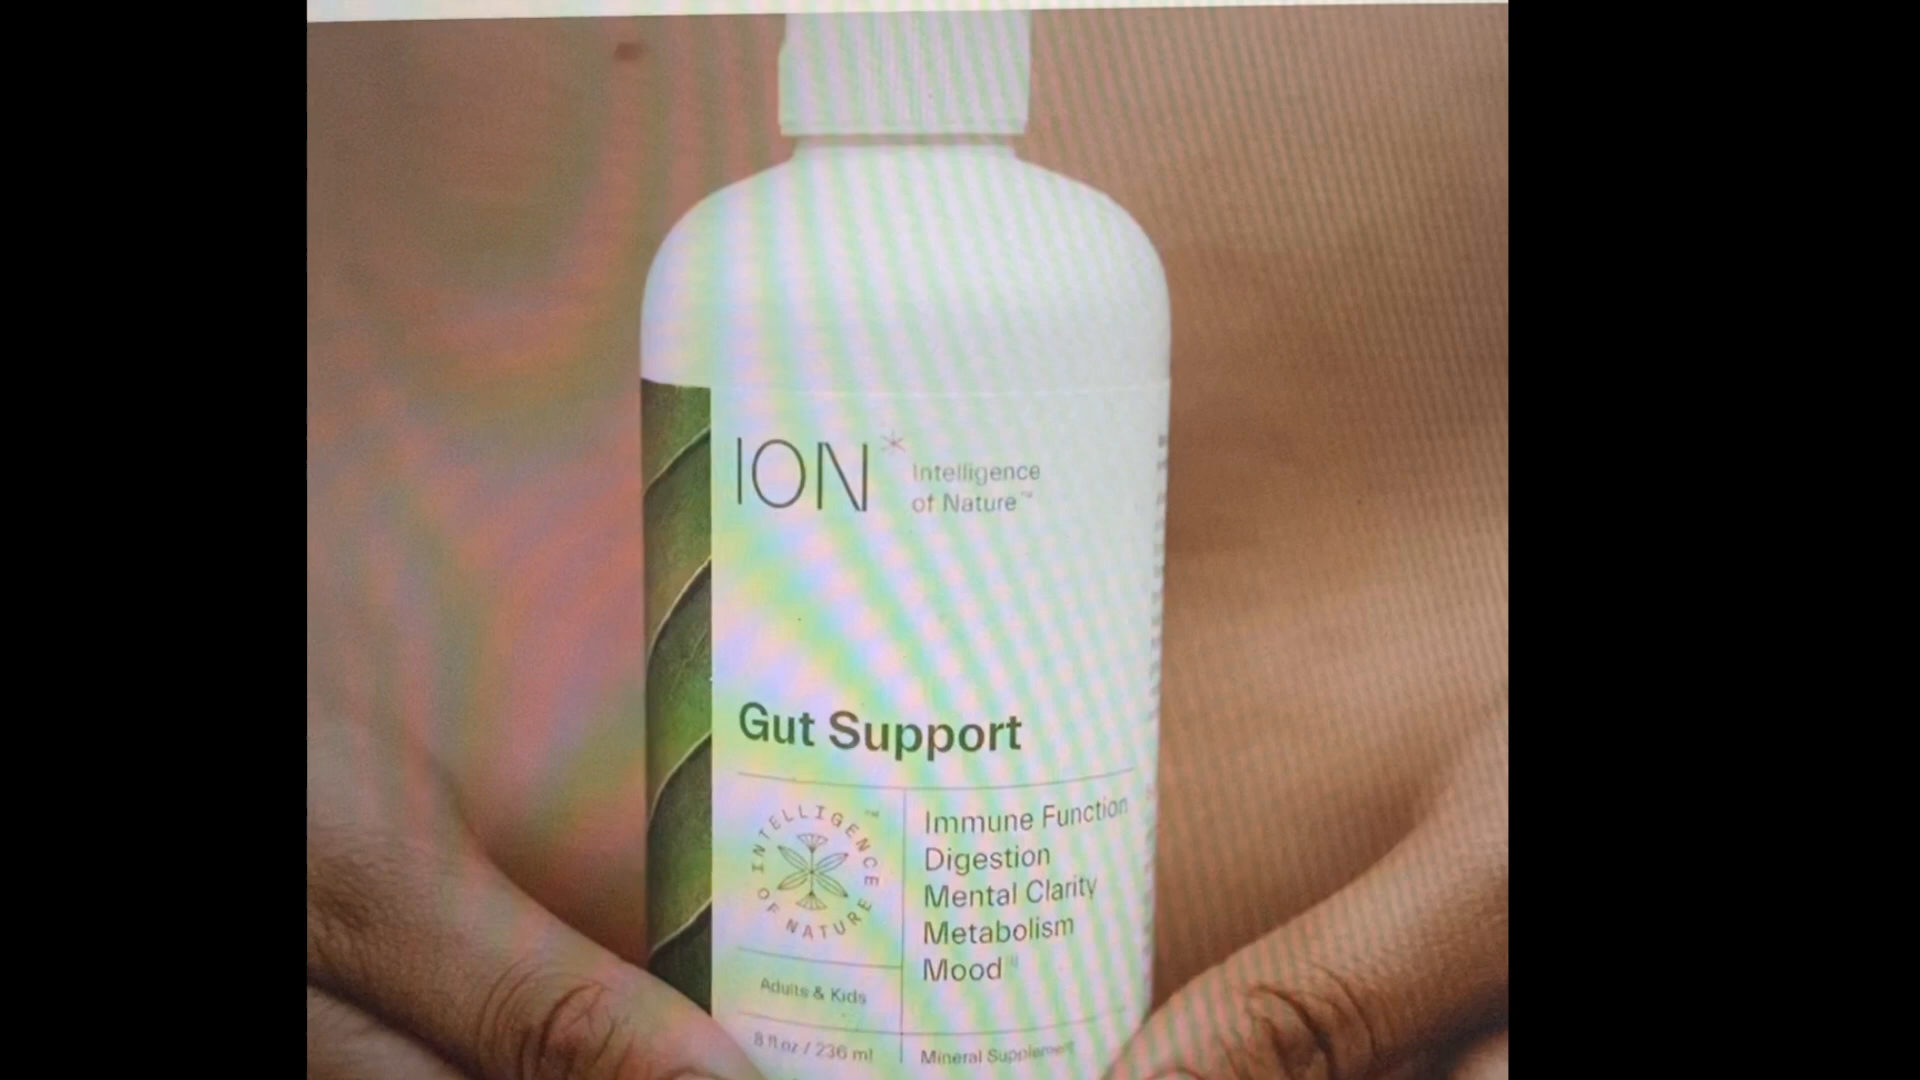 ION*
Intelligence
of Nature™
Gut Support
INTELLIGENCE OF NATURE ™
Immune Function
Digestion
Mental Clarity
Metabolism
Mood
Adults & Kids
8 fl oz / 236 ml
Mineral Supplement